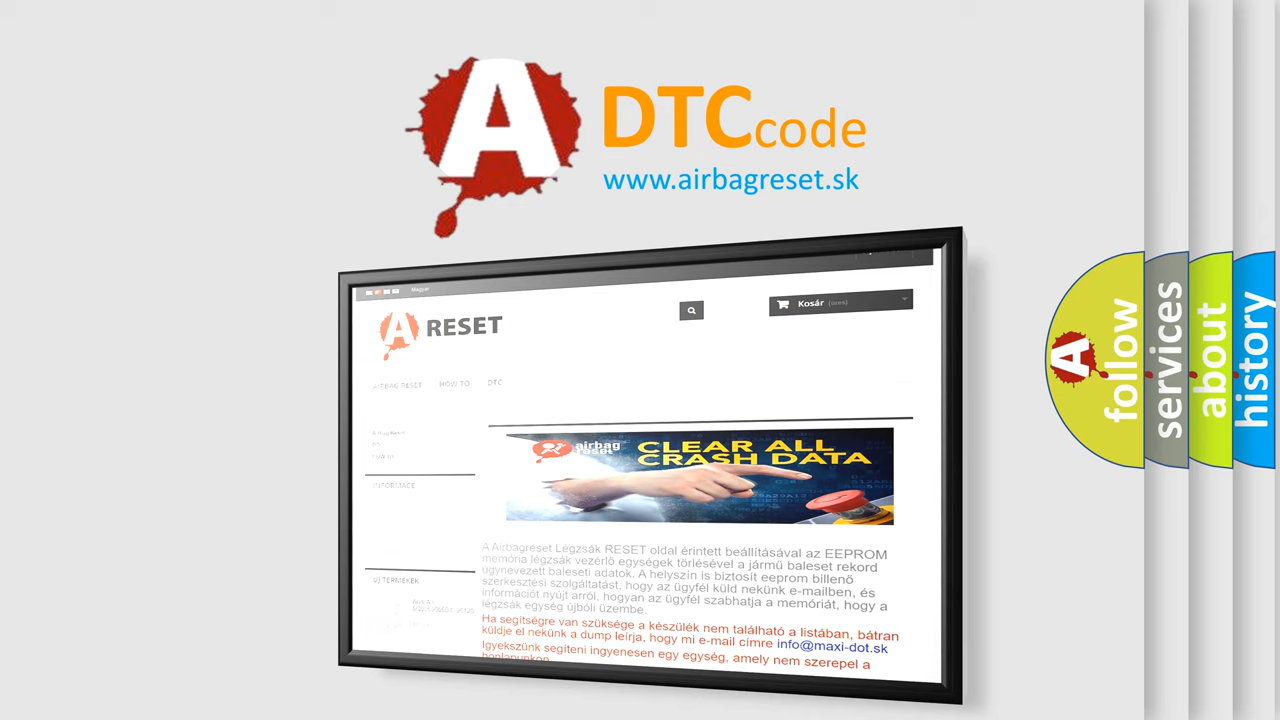 A
DTC code
www.airbagreset.sk
Magyar
A RESET
Kosár (üres)
AIRBAG RESET HOW TO DTC
INFORMACE
airbag
reset
CLEAR ALL
CRASH DATA
A Airbagreset Légzsák RESET oldal érintett beállításával az EEPROM
memória légzsák vezérlő egységek törlésével a jármű baleset rekord
úgynevezett baleseti adatok. A helyszín is biztosít eeprom billenő
szerkesztési szolgáltatást, hogy az ügyfél küld nekünk e-mailben, és
információt nyújt arról, hogyan az ügyfél szabhatja a memóriát, hogy a
légzsák egység újbóli üzembe.
Ha segítségre van szüksége a készülék nem található a listában, bátran
küldje el nekünk a dump leírja, hogy mi e-mail címre info@maxi-dot.sk
Igyekszünk segíteni ingyenesen egy egység, amely nem szerepel a
honlapunkon
ÚJ TERMÉKEK
A
follow
services
about
history